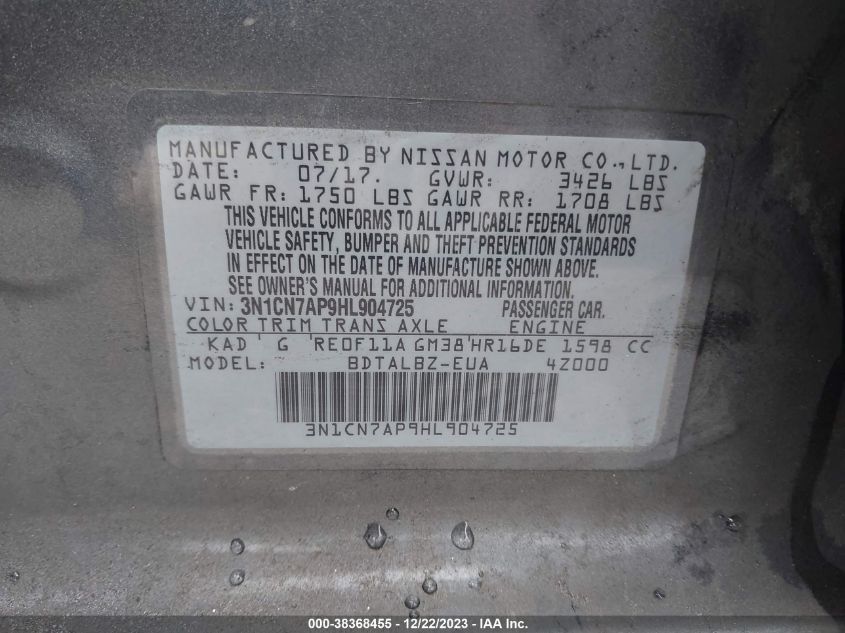 MANUFACTURED BY NISSAN MOTOR CO., LTD.
DATE: 07/17. GVWR: 3426 LBS
GAWR FR: 1750 LBS GAWR RR: 1708 LBS
THIS VEHICLE CONFORMS TO ALL APPLICABLE FEDERAL MOTOR
VEHICLE SAFETY, BUMPER AND THEFT PREVENTION STANDARDS
IN EFFECT ON THE DATE OF MANUFACTURE SHOWN ABOVE.
SEE OWNER'S MANUAL FOR ADDITIONAL INFORMATION.
VIN: 3N1CN7AP9HL904725 PASSENGER CAR.
COLOR TRIM TRANS AXLE ENGINE
KAD G RE0F11A GM38 HR16DE 1598 CC
MODEL: BDTALBZ-EUA 4Z000
3N1CN7AP9HL904725
000-38368455 - 12/22/2023 - IAA Inc.